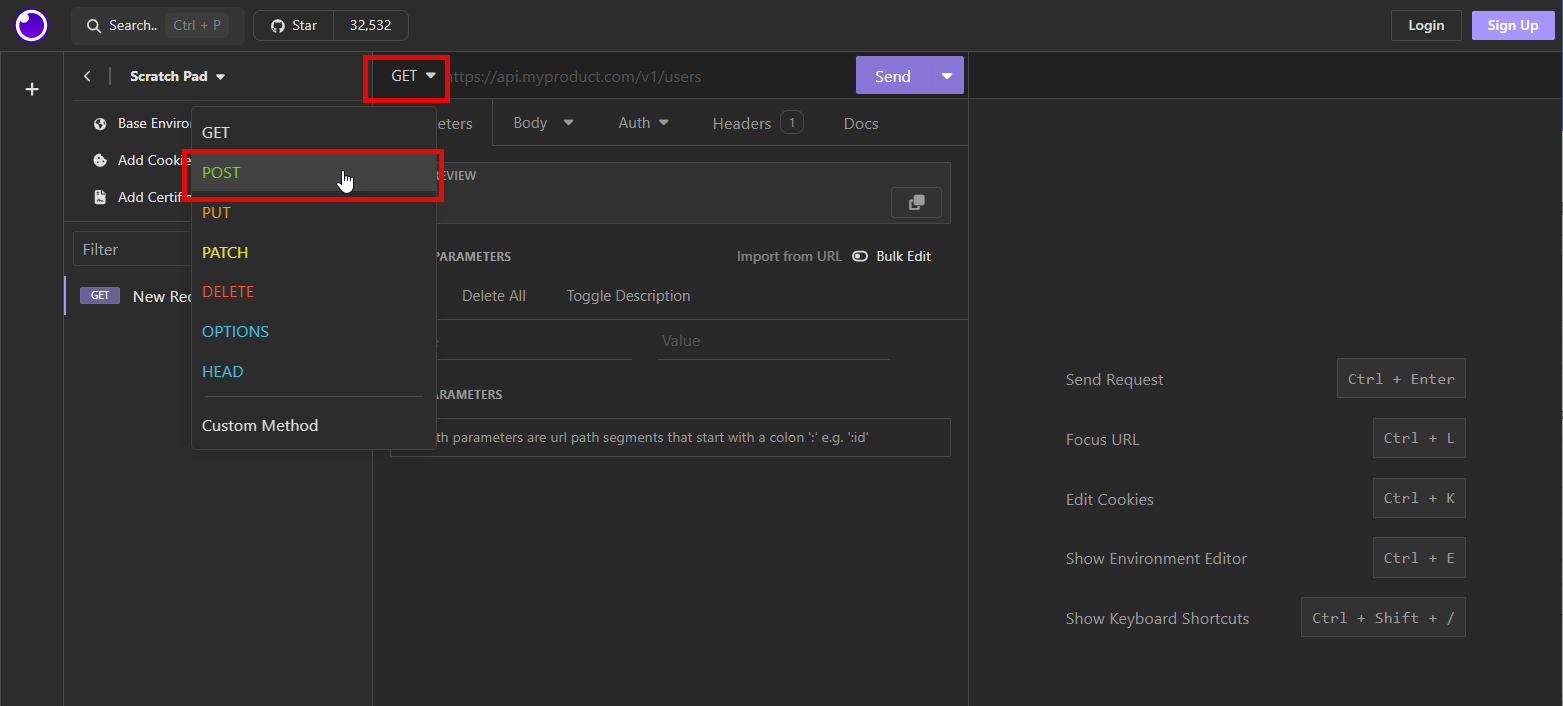 Search.. Ctrl + P Star 32,532 Login Sign Up
Scratch Pad GET https://api.myproduct.com/v1/users Send
Base Enviro
GET
eters Body Auth Headers 1 Docs
Add Cookie
POST
EVIEW
Add Certifi
PUT
Filter
PATCH
PARAMETERS Import from URL Bulk Edit
GET New Req
DELETE
Delete All Toggle Description
OPTIONS
Value
HEAD
ARAMETERS
Custom Method
th parameters are url path segments that start with a colon ':' e.g. ':id'
Send Request Ctrl + Enter
Focus URL Ctrl + L
Edit Cookies Ctrl + K
Show Environment Editor Ctrl + E
Show Keyboard Shortcuts Ctrl + Shift + /